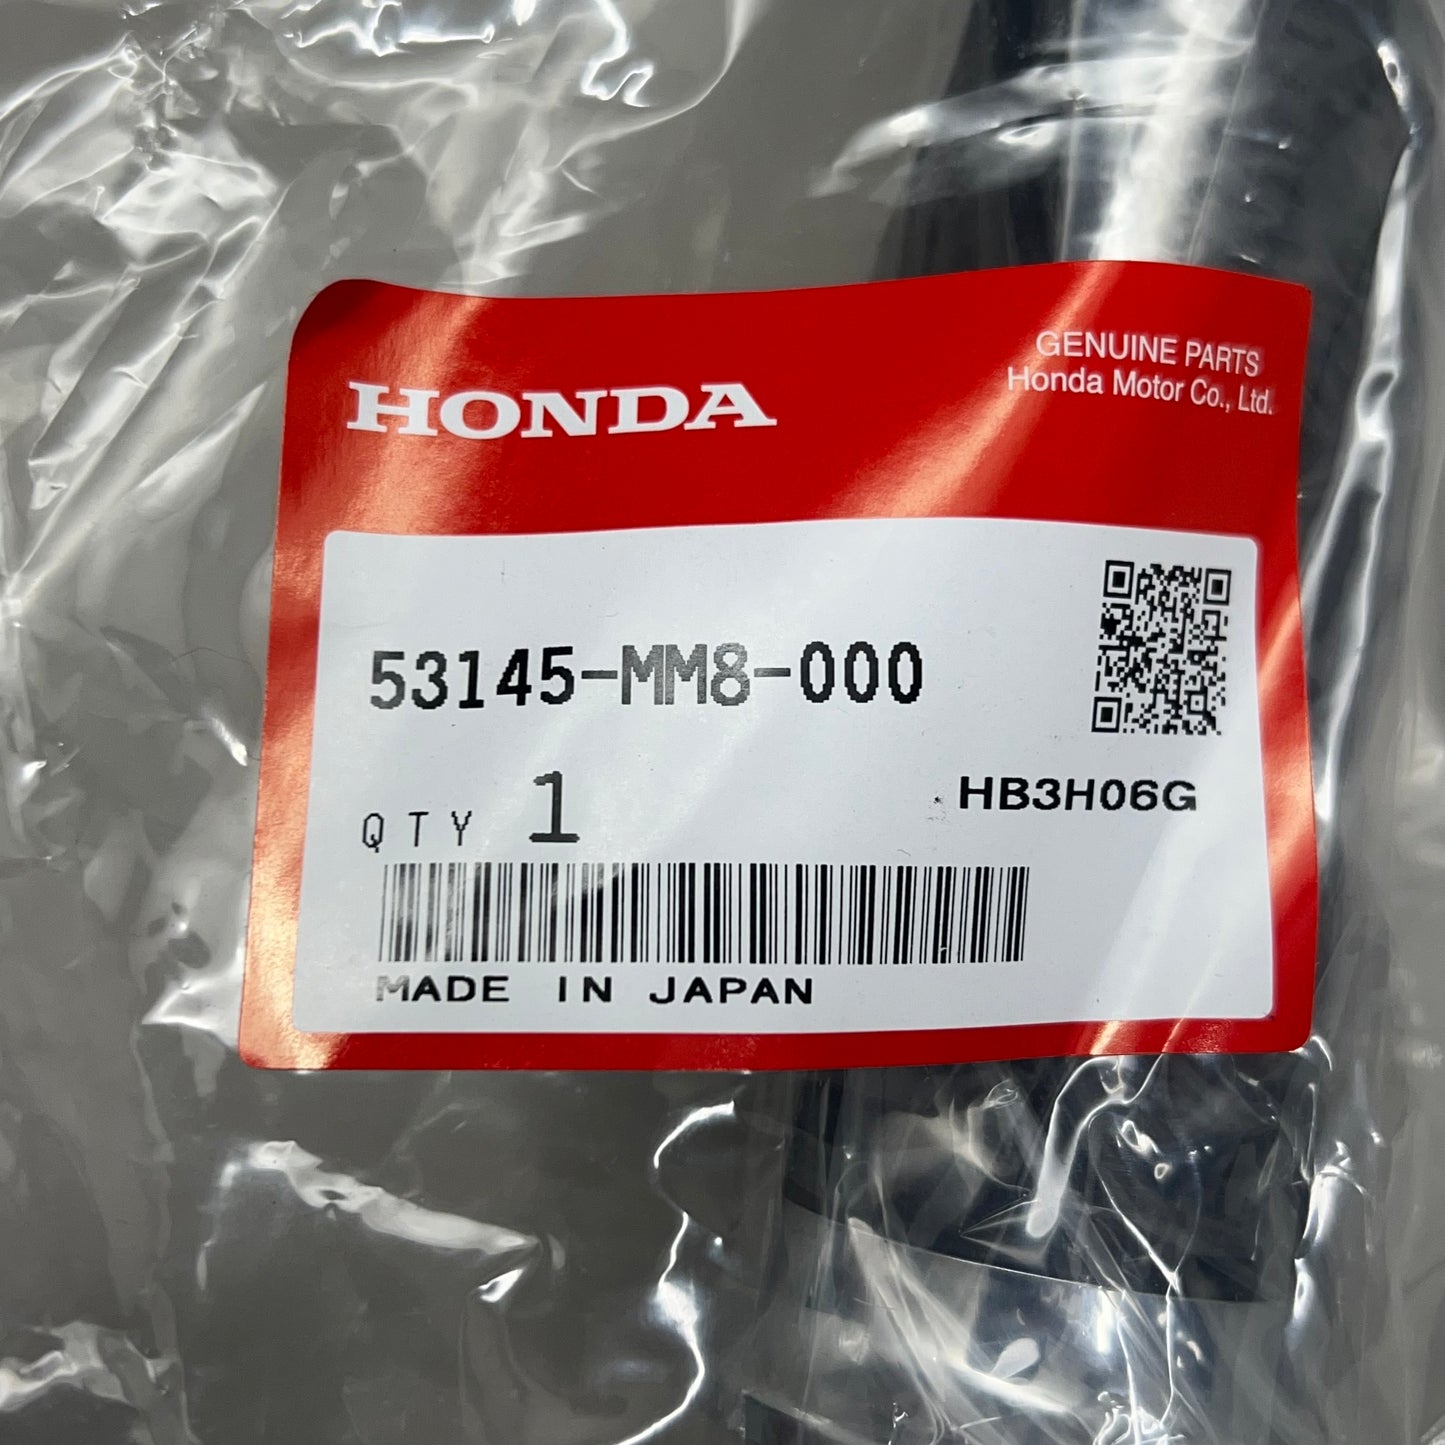 HONDA
GENUINE PARTS
Honda Motor Co., Ltd.
53145-MM8-000
QTY 1
HB3H06G
MADE IN JAPAN